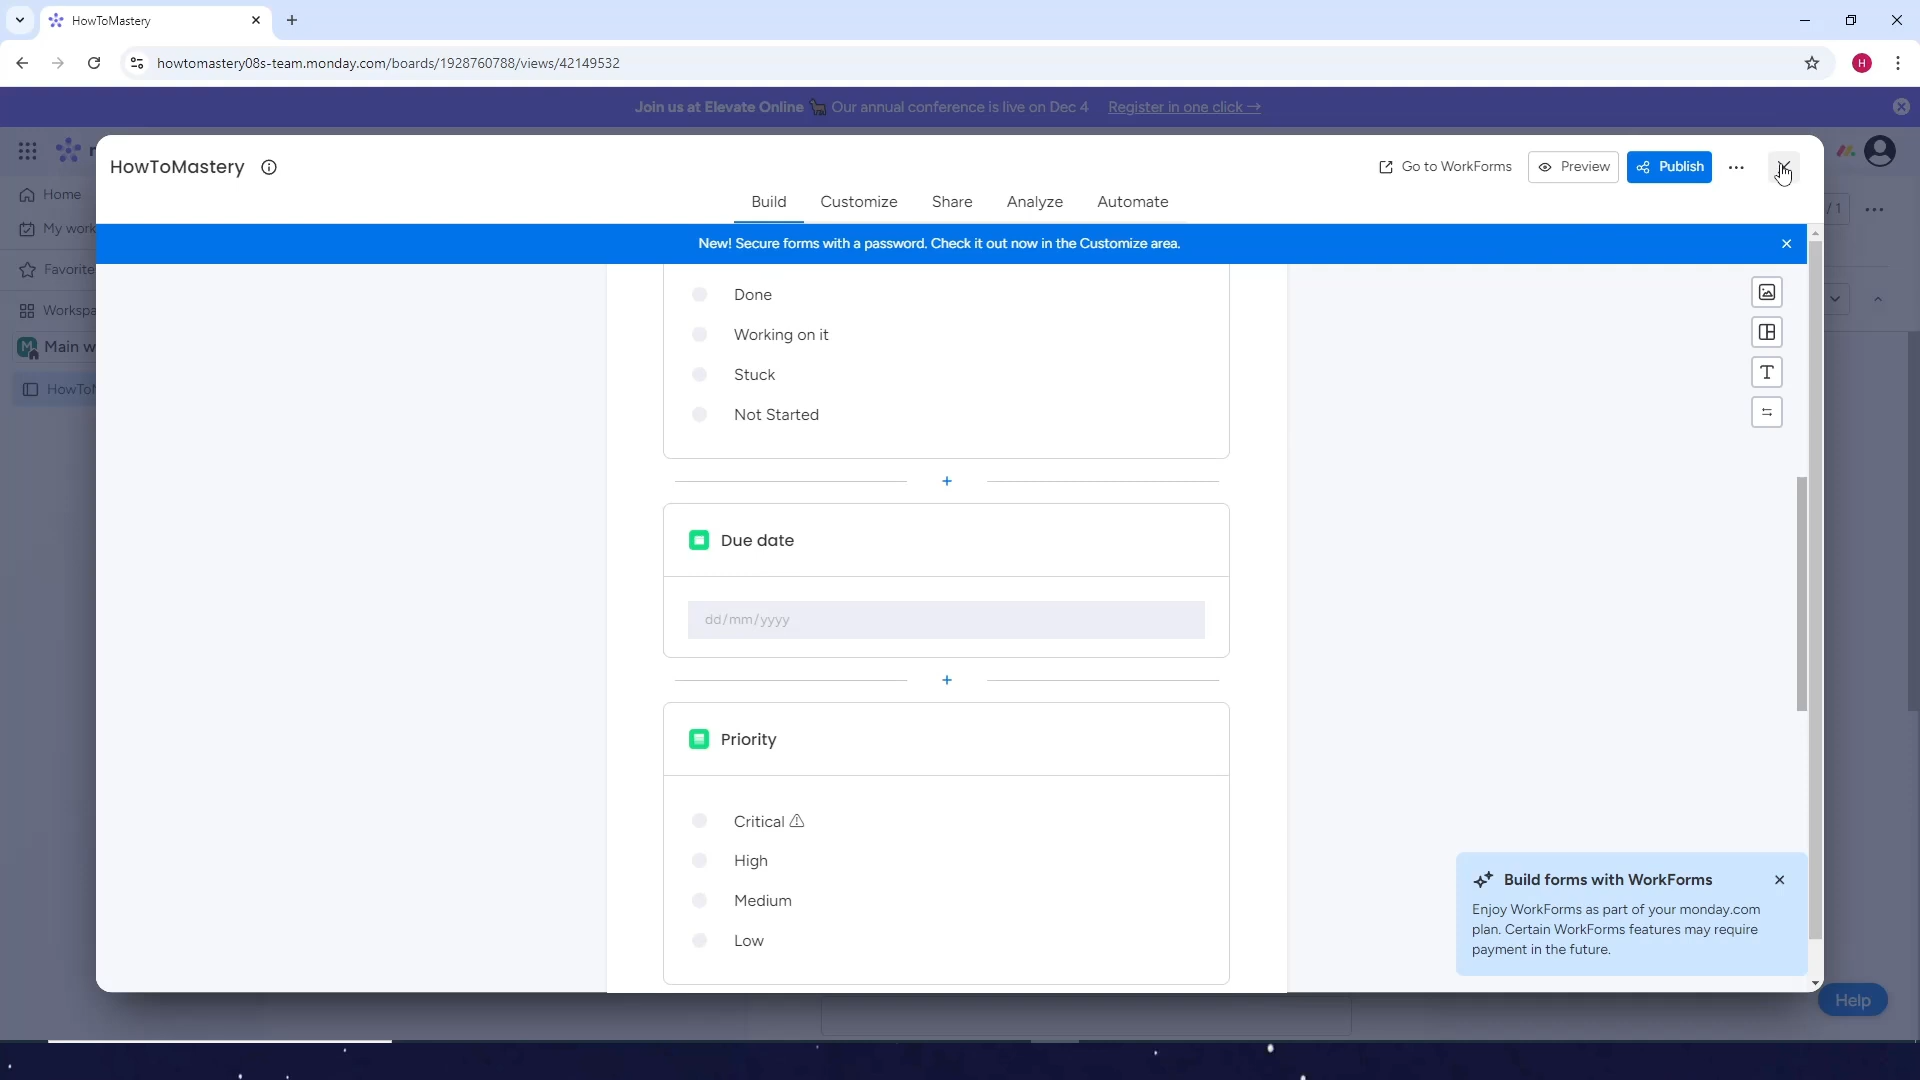 HowToMastery
howtomastery08s-team.monday.com/boards/1928760788/views/42149532
H
Join us at Elevate Online Our annual conference is live on Dec 4 Register in one click →
HowToMastery
Go to WorkForms
Preview
Publish
Build
Customize
Share
Analyze
Automate
New! Secure forms with a password. Check it out now in the Customize area.
Home
My work
Favorite
Workspa
M
Main w
HowToM
/ 1
Done
Working on it
Stuck
Not Started
+
Due date
dd/mm/yyyy
+
Priority
Critical
High
Medium
Low
T
Build forms with WorkForms
Enjoy WorkForms as part of your monday.com
plan. Certain WorkForms features may require
payment in the future.
Help